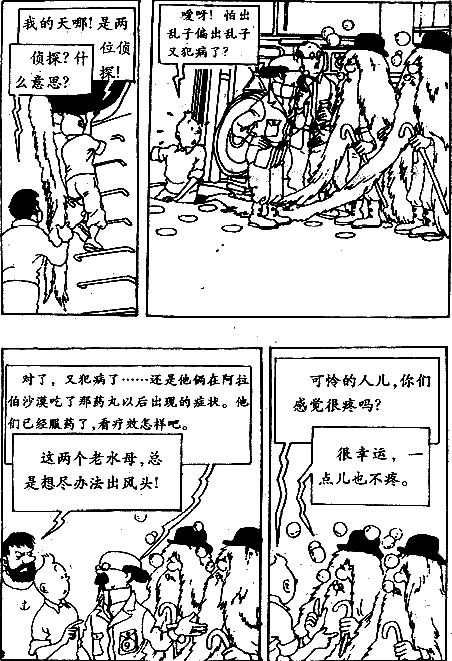 我的天哪!是两
位侦
探!
侦探?什
么意思?
嗳呀!怕出
乱子偏出乱子
又犯病了?
对了,又犯病了……还是他俩在阿拉
伯沙漠吃了那药丸以后出现的症状。他
们已经服药了,看疗效怎样吧。
这两个老水母,总
是想尽办法出风头!
可怜的人儿,你们
感觉很疼吗?
很幸运,一
点儿也不疼。